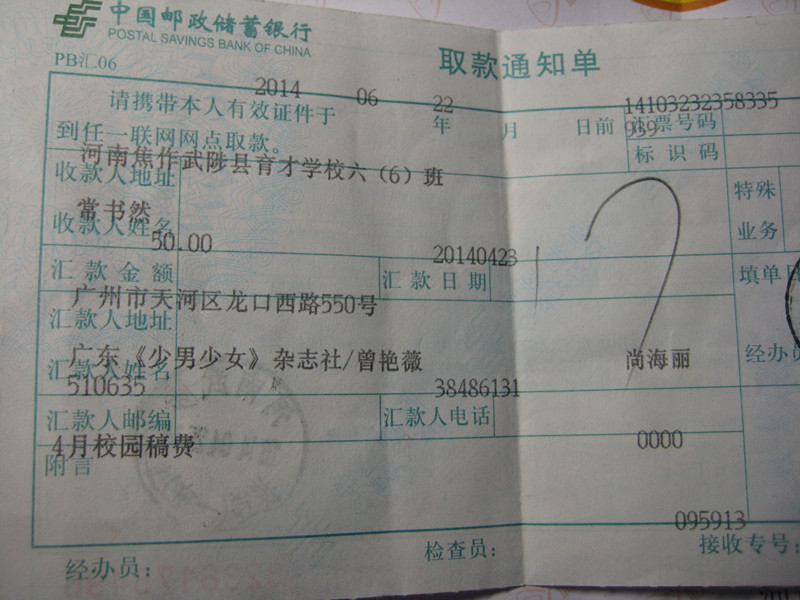 中国邮政储蓄银行
POSTAL SAVINGS BANK OF CHINA
取款通知单
PB汇06
2014 06 22
请携带本人有效证件于 年 月 日前
到任一联网网点取款。
14103232358335
汇票号码
939
标识码
河南焦作武陟县育才学校六(6)班
收款人地址
特殊
业务
常书然
收款人姓名
50.00
汇款金额
20140423
汇款日期
填单
广州市天河区龙口西路550号
汇款人地址
广东《少男少女》杂志社/曾艳薇
汇款人姓名
尚海丽
经办员
510635
汇款人邮编
38486131
汇款人电话
4月校园稿费
附言
0000
095913
经办员：
检查员：
接收专号：